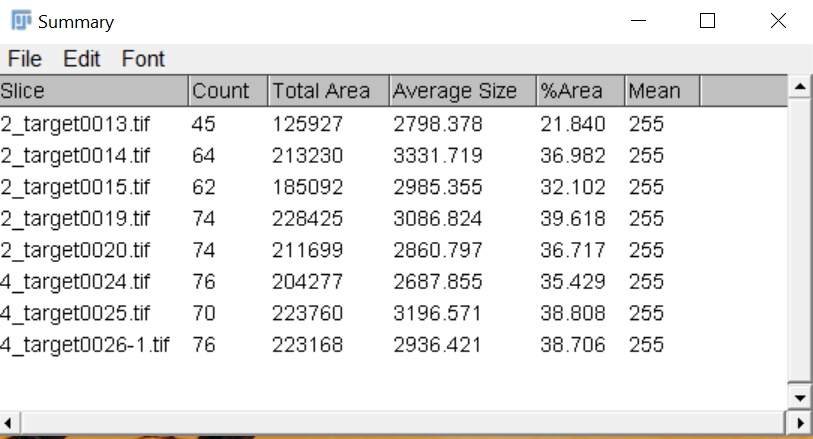 Summary
File Edit Font
Slice Count Total Area Average Size %Area Mean
2_target0013.tif 45 125927 2798.378 21.840 255
2_target0014.tif 64 213230 3331.719 36.982 255
2_target0015.tif 62 185092 2985.355 32.102 255
2_target0019.tif 74 228425 3086.824 39.618 255
2_target0020.tif 74 211699 2860.797 36.717 255
4_target0024.tif 76 204277 2687.855 35.429 255
4_target0025.tif 70 223760 3196.571 38.808 255
4_target0026-1.tif 76 223168 2936.421 38.706 255